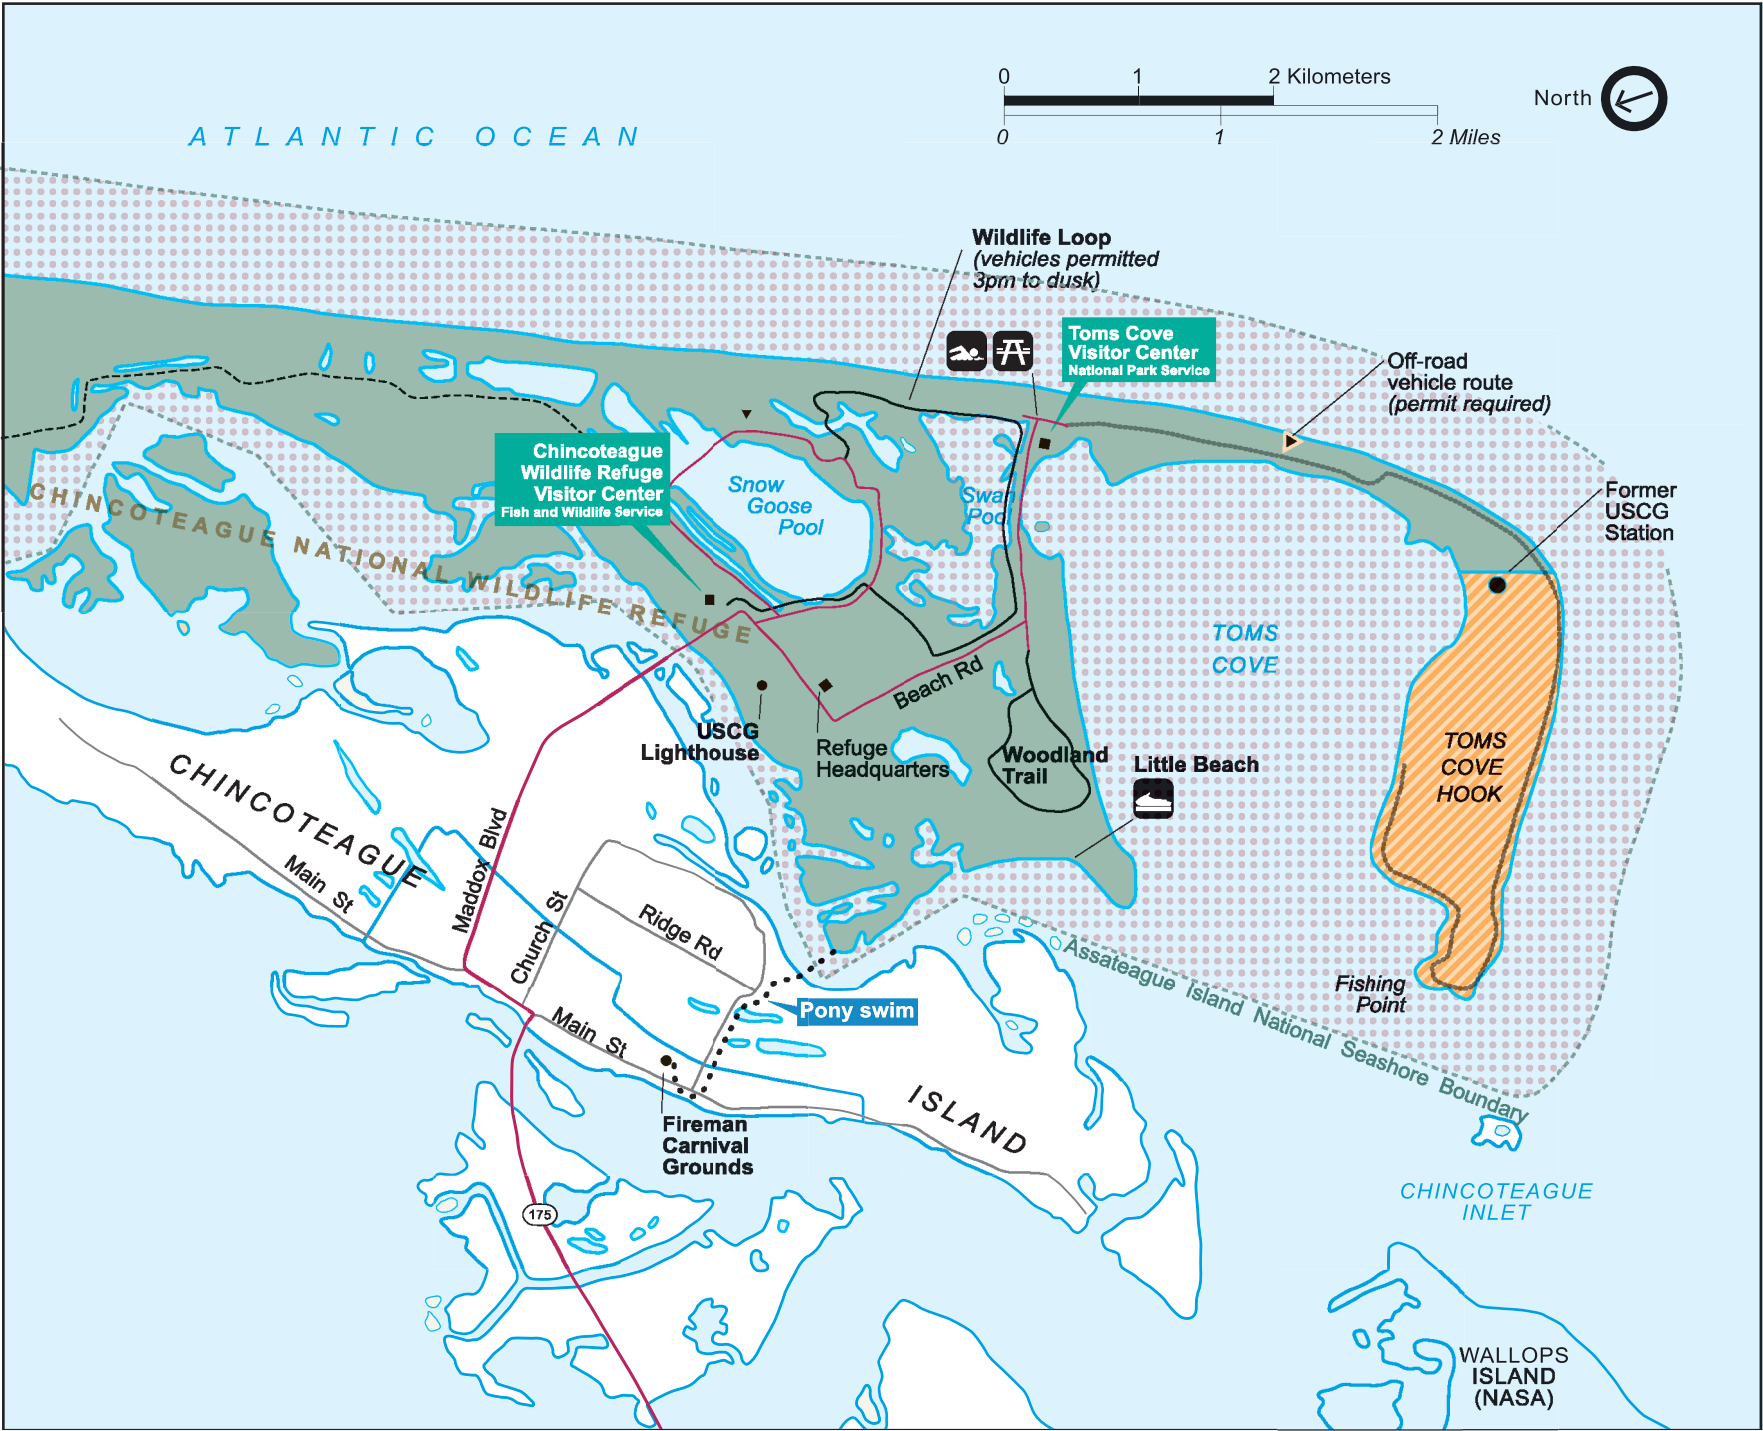 0 1 2 Kilometers
0 1 2 Miles
North
ATLANTIC OCEAN
Wildlife Loop
(vehicles permitted
3pm to dusk)
Toms Cove
Visitor Center
National Park Service
Off-road
vehicle route
(permit required)
Chincoteague
Wildlife Refuge
Visitor Center
Fish and Wildlife Service
Snow
Goose
Pool
Swan
Pool
Former
USCG
Station
CHINCOTEAGUE NATIONAL WILDLIFE REFUGE
TOMS
COVE
Beach Rd
USCG
Lighthouse
Refuge
Headquarters
Woodland
Trail
Little Beach
TOMS
COVE
HOOK
CHINCOTEAGUE
Main St
Maddox Blvd
Church St
Ridge Rd
Assateague Island National Seashore Boundary
Fishing
Point
Pony swim
Main St
ISLAND
Fireman
Carnival
Grounds
175
CHINCOTEAGUE
INLET
WALLOPS
ISLAND
(NASA)